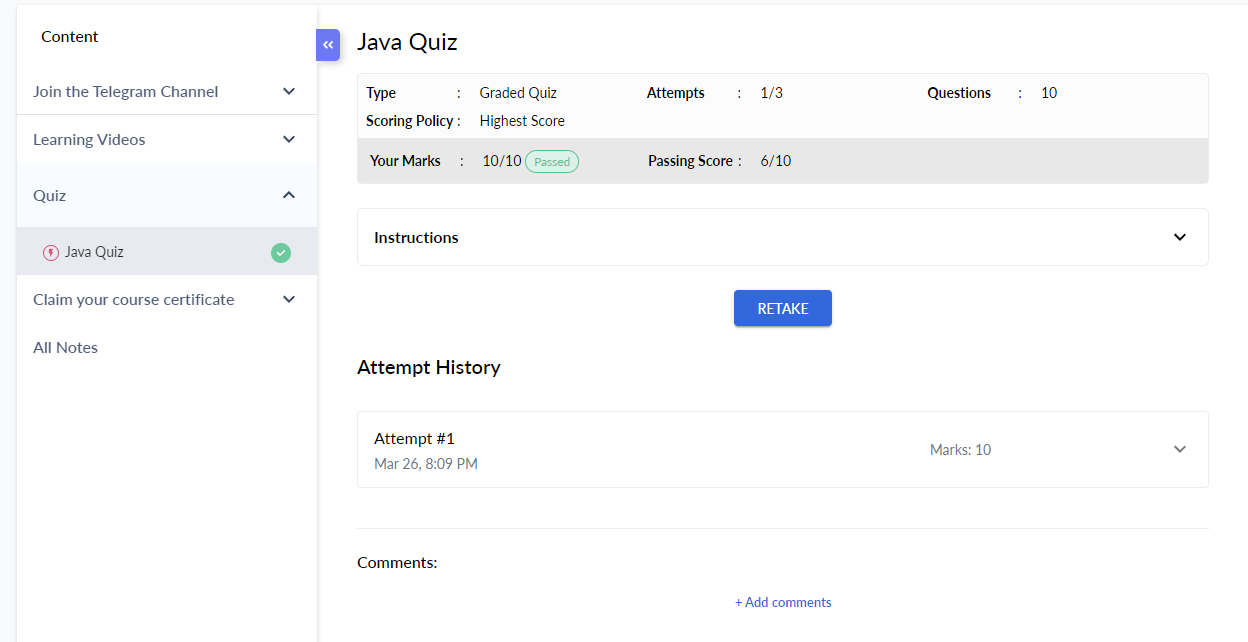 Content
Join the Telegram Channel
Learning Videos
Quiz
Java Quiz
Claim your course certificate
All Notes
Java Quiz
Type : Graded Quiz Attempts : 1/3 Questions : 10
Scoring Policy : Highest Score
Your Marks : 10/10 Passed Passing Score : 6/10
Instructions
RETAKE
Attempt History
Attempt #1
Mar 26, 8:09 PM
Marks: 10
Comments:
+ Add comments